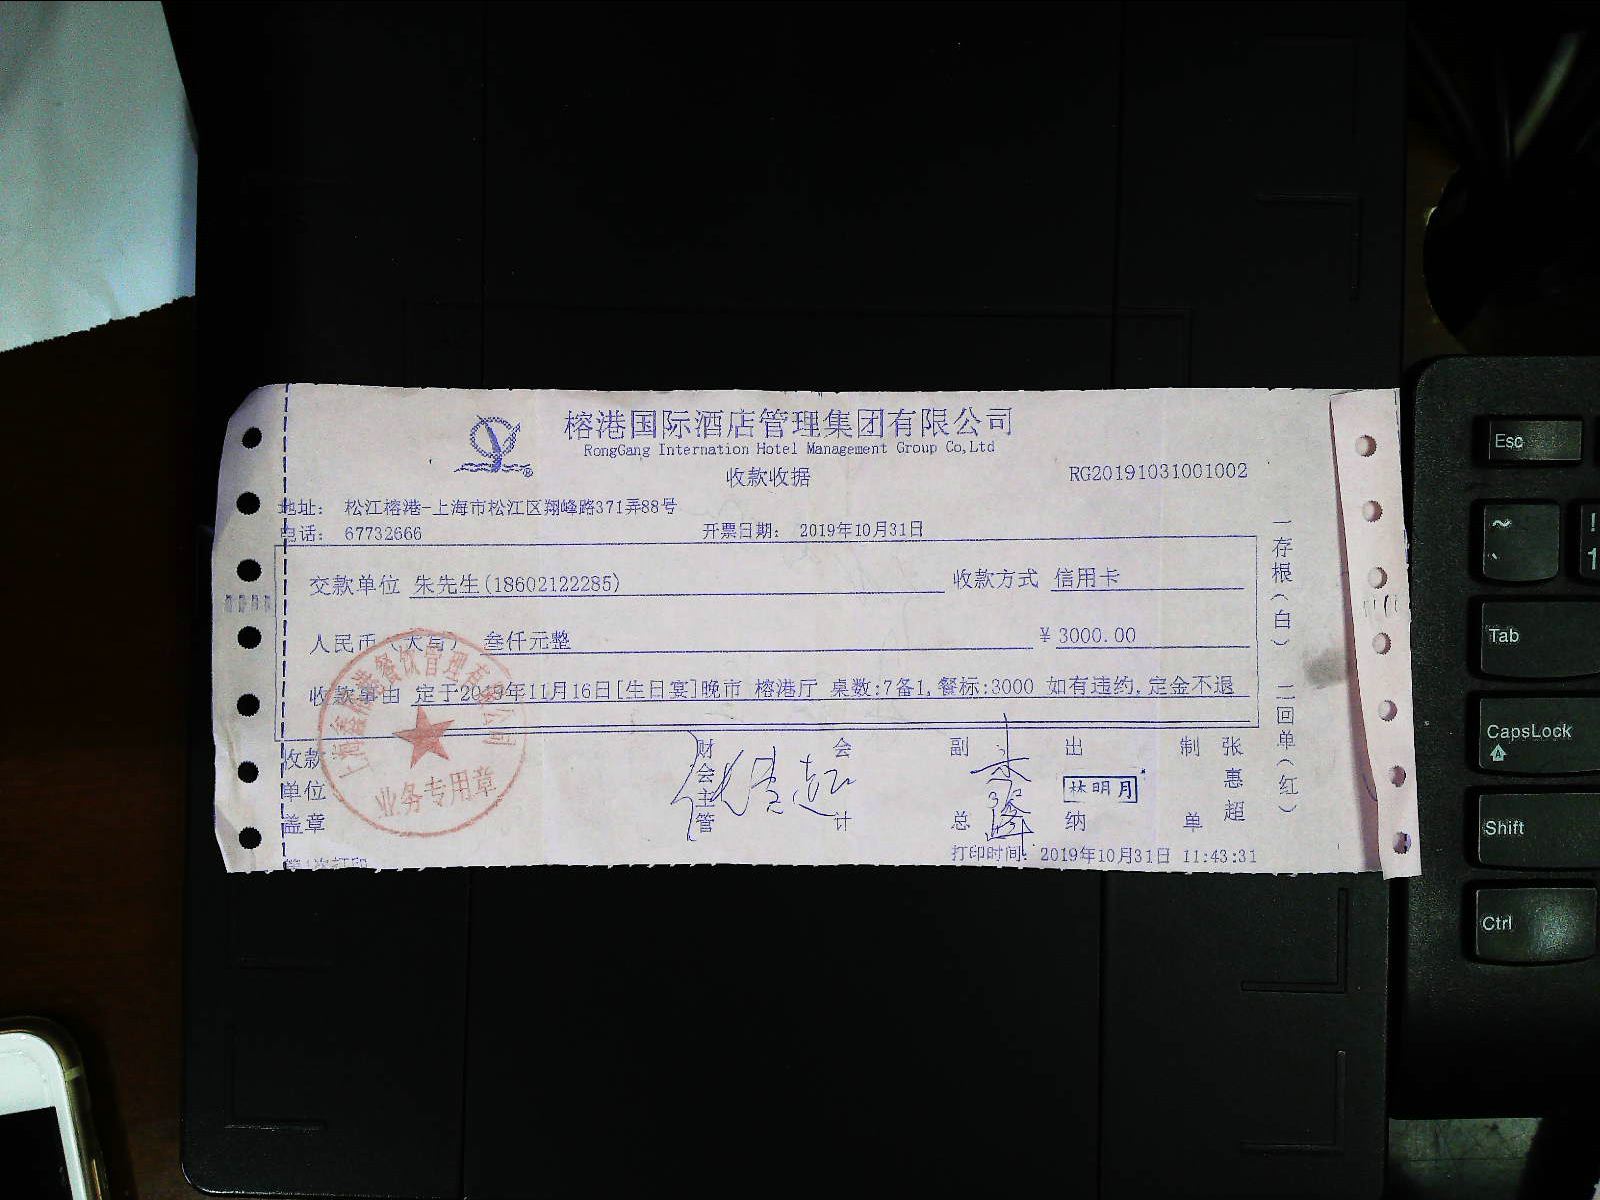 榕港国际酒店管理集团有限公司
RongGang Internation Hotel Management Group Co,Ltd
收款收据
RG20191031001002
地址： 松江榕港-上海市松江区翔峰路371弄88号
电话： 67732666
开票日期： 2019年10月31日
交款单位 朱先生(18602122285)
收款方式 信用卡
人民币（大写） 叁仟元整
¥ 3000.00
收款事由 定于2019年11月16日[生日宴]晚市 榕港厅 桌数:7备1,餐标:3000 如有违约,定金不退
收款单位盖章
业务专用章
财会主管
会计
副总
出纳
林明月
制单
张惠超
打印时间: 2019年10月31日 11:43:31
第1次打印
一存根(白) 二回单(红)
Esc
~
`
!
1
Tab
CapsLock
Shift
Ctrl